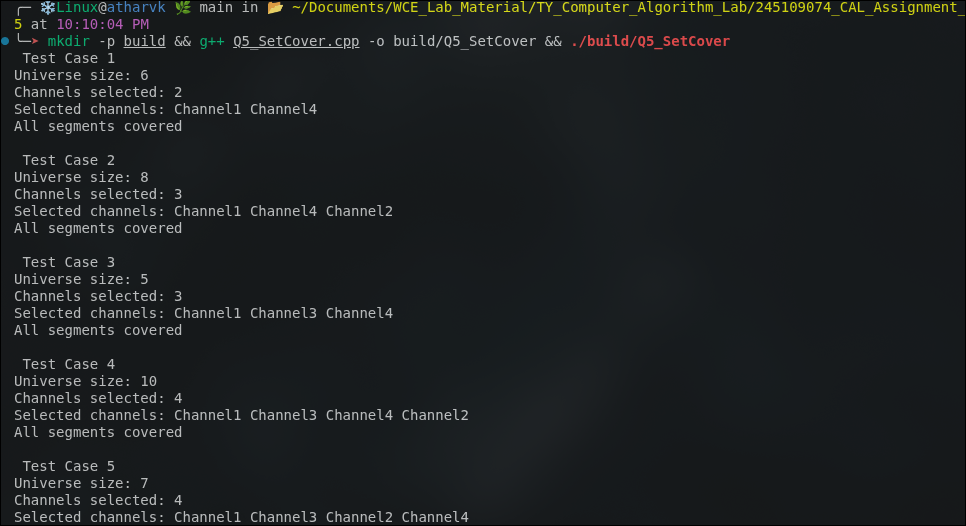 ╭─ ❄️Linux@atharvk 🌿 main in 📂 ~/Documents/WCE_Lab_Material/TY_Computer_Algorithm_Lab/245109074_CAL_Assignment_
5 at 10:10:04 PM
╰─➤ mkdir -p build && g++ Q5_SetCover.cpp -o build/Q5_SetCover && ./build/Q5_SetCover
Test Case 1
Universe size: 6
Channels selected: 2
Selected channels: Channel1 Channel4
All segments covered
Test Case 2
Universe size: 8
Channels selected: 3
Selected channels: Channel1 Channel4 Channel2
All segments covered
Test Case 3
Universe size: 5
Channels selected: 3
Selected channels: Channel1 Channel3 Channel4
All segments covered
Test Case 4
Universe size: 10
Channels selected: 4
Selected channels: Channel1 Channel3 Channel4 Channel2
All segments covered
Test Case 5
Universe size: 7
Channels selected: 4
Selected channels: Channel1 Channel3 Channel2 Channel4